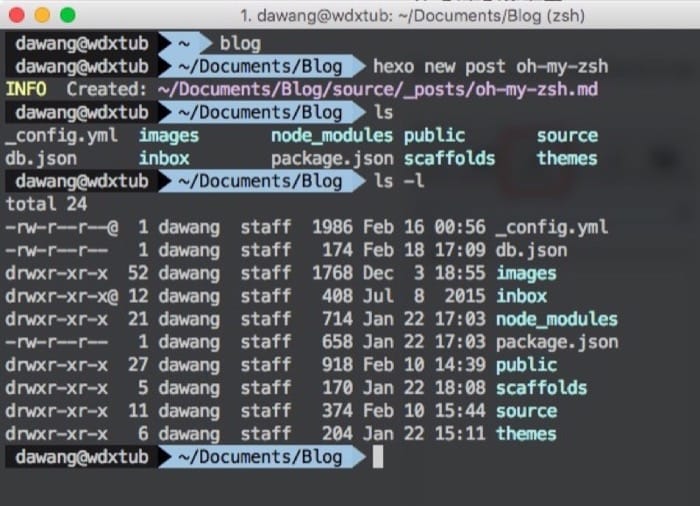 1. dawang@wdxtub: ~/Documents/Blog (zsh)
dawang@wdxtub ~ blog
dawang@wdxtub ~/Documents/Blog hexo new post oh-my-zsh
INFO Created: ~/Documents/Blog/source/_posts/oh-my-zsh.md
dawang@wdxtub ~/Documents/Blog ls
_config.yml images node_modules public source
db.json inbox package.json scaffolds themes
dawang@wdxtub ~/Documents/Blog ls -l
total 24
-rw-r--r--@ 1 dawang staff 1986 Feb 16 00:56 _config.yml
-rw-r--r-- 1 dawang staff 174 Feb 18 17:09 db.json
drwxr-xr-x 52 dawang staff 1768 Dec 3 18:55 images
drwxr-xr-x@ 12 dawang staff 408 Jul 8 2015 inbox
drwxr-xr-x 21 dawang staff 714 Jan 22 17:03 node_modules
-rw-r--r-- 1 dawang staff 658 Jan 22 17:03 package.json
drwxr-xr-x 27 dawang staff 918 Feb 10 14:39 public
drwxr-xr-x 5 dawang staff 170 Jan 22 18:08 scaffolds
drwxr-xr-x 11 dawang staff 374 Feb 10 15:44 source
drwxr-xr-x 6 dawang staff 204 Jan 22 15:11 themes
dawang@wdxtub ~/Documents/Blog